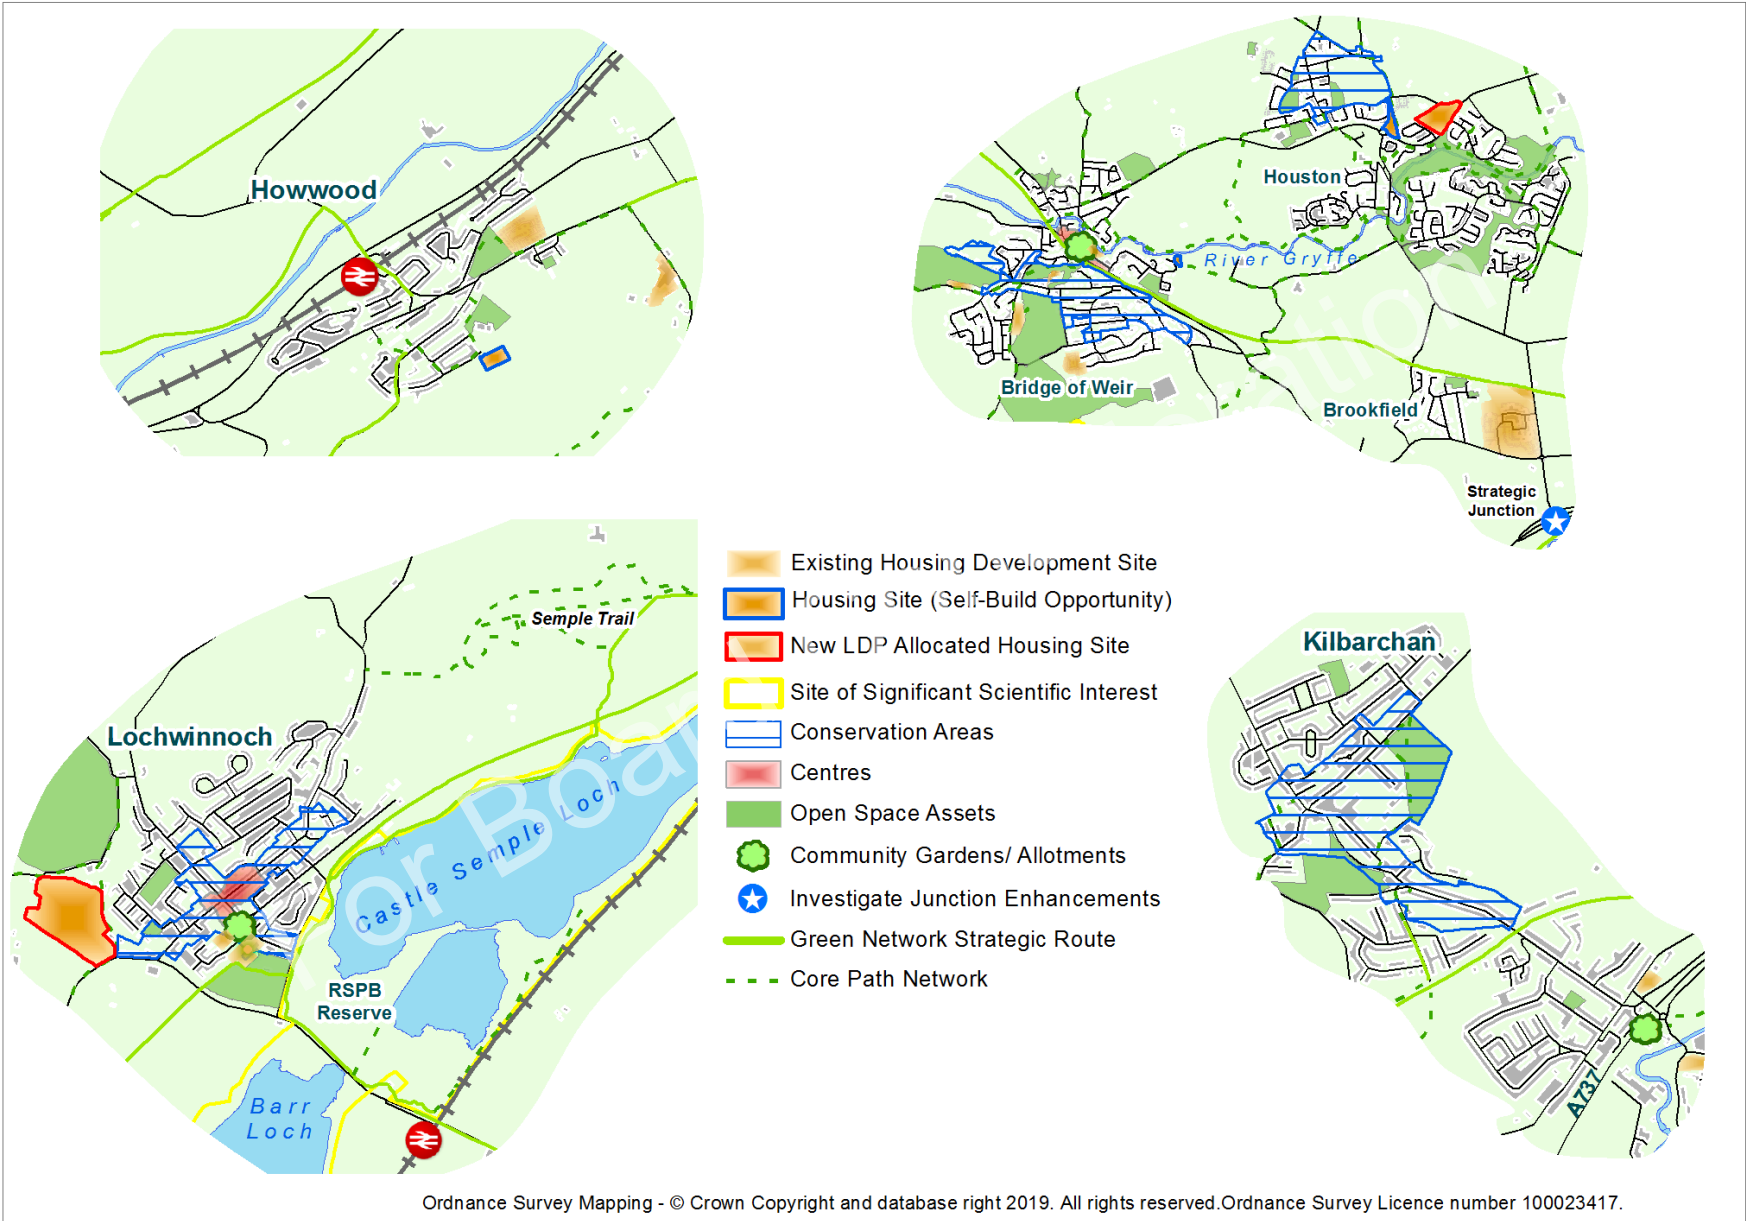 Howwood
Houston
River Gryffe
Bridge of Weir
Brookfield
Strategic
Junction
Semple Trail
Lochwinnoch
Castle Semple Loch
RSPB
Reserve
Barr
Loch
Existing Housing Development Site
Housing Site (Self-Build Opportunity)
New LDP Allocated Housing Site
Site of Significant Scientific Interest
Conservation Areas
Centres
Open Space Assets
Community Gardens/ Allotments
Investigate Junction Enhancements
Green Network Strategic Route
Core Path Network
Kilbarchan
A737
Ordnance Survey Mapping - © Crown Copyright and database right 2019. All rights reserved.Ordnance Survey Licence number 100023417.